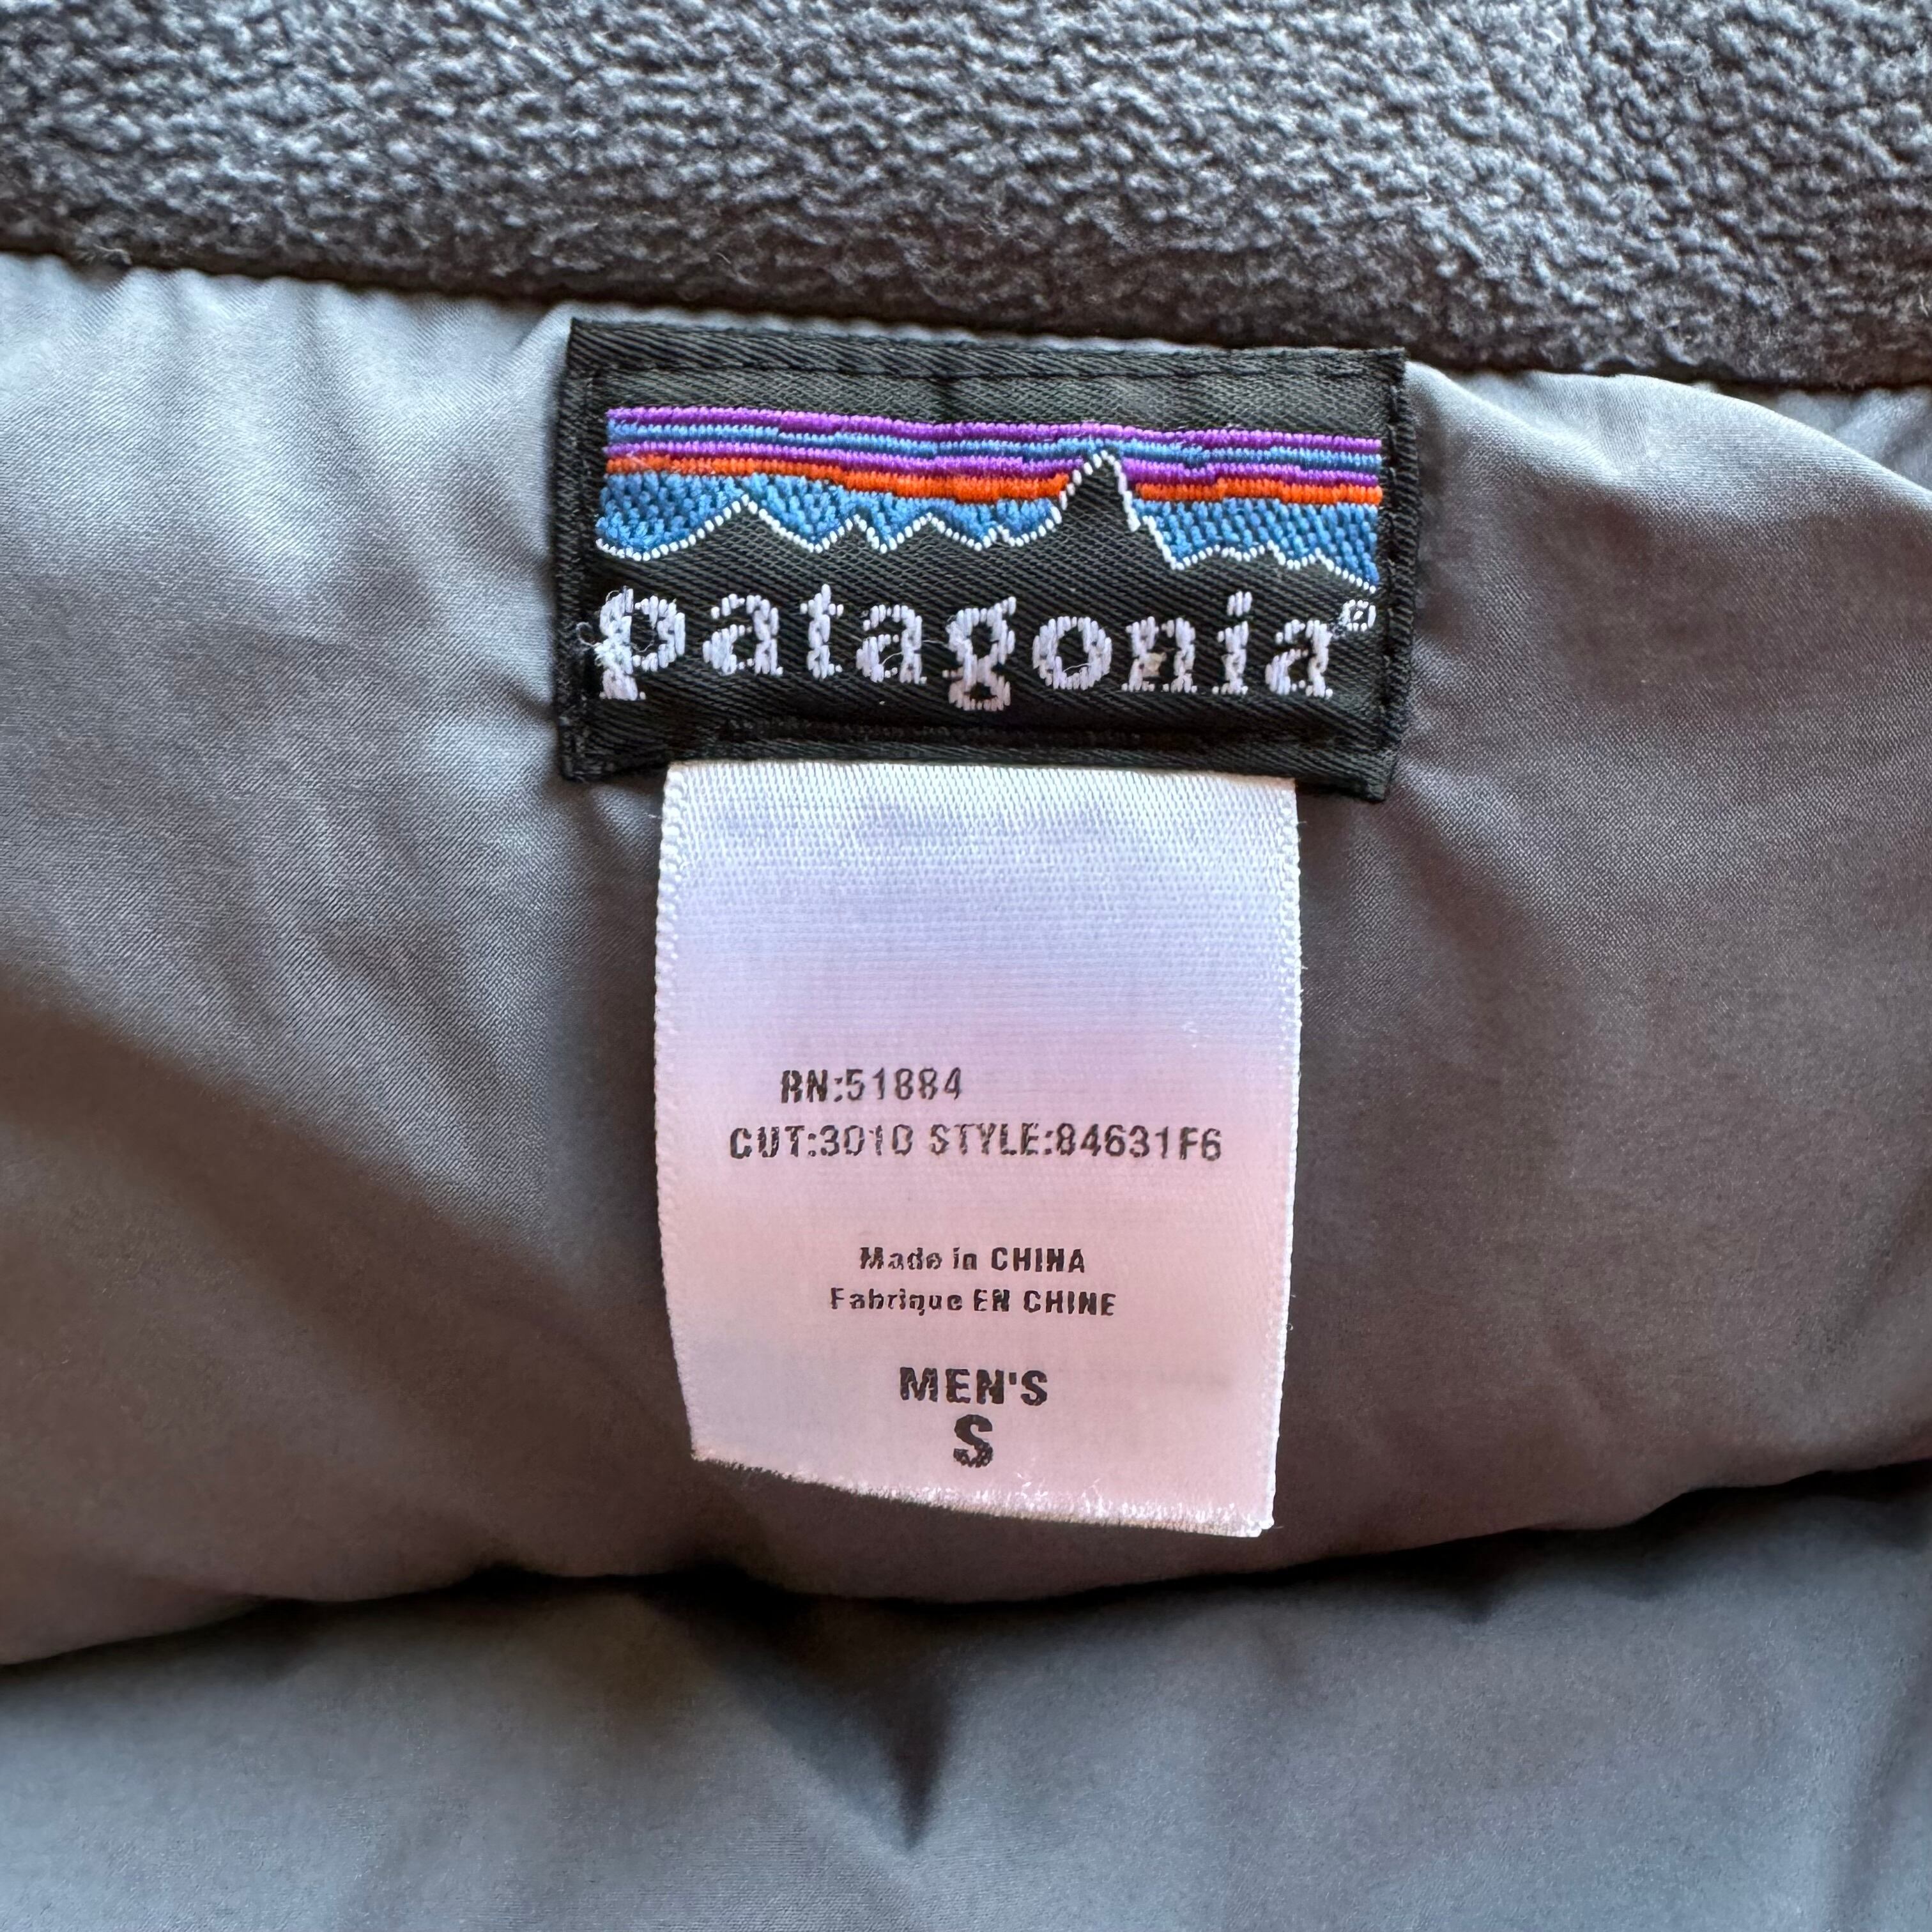 patagonia®
RN:51884
CUT:3010 STYLE:84631F6
Made in CHINA
Fabrique EN CHINE
MEN'S
S